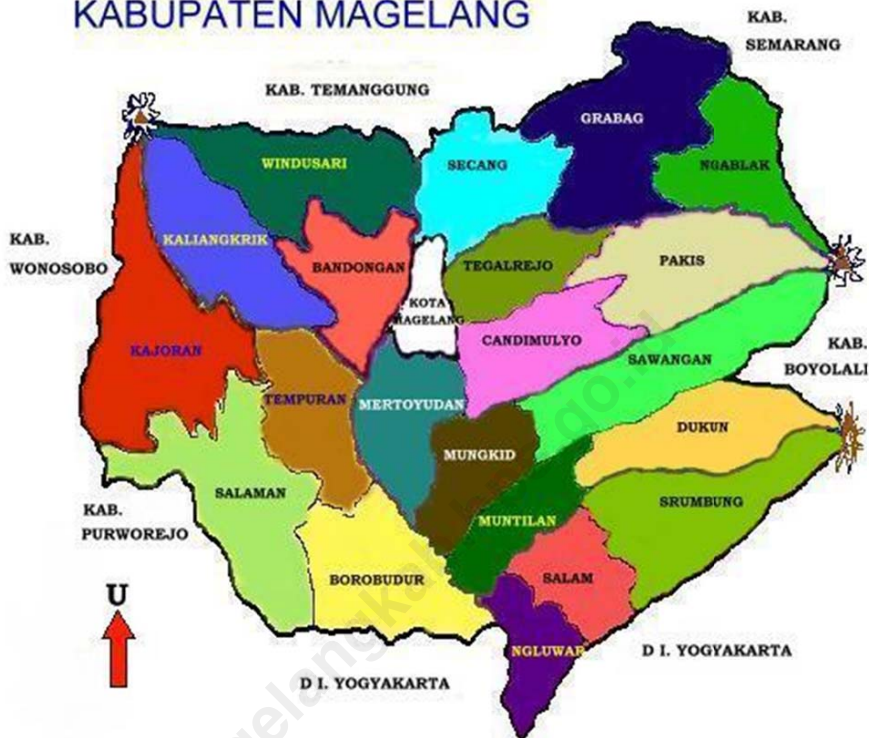 KABUPATEN MAGELANG
KAB.
SEMARANG
KAB. TEMANGGUNG
GRABAG
WINDUSARI
SECANG
NGABLAK
KAB.
WONOSOBO
KALIANGKRIK
BANDONGAN
TEGALREJO
PAKIS
KOTA
MAGELANG
CANDIMULYO
KAJORAN
SAWANGAN
KAB.
BOYOLALI
TEMPURAN
MERTOYUDAN
DUKUN
MUNGKID
SALAMAN
SRUMBUNG
KAB.
PURWOREJO
MUNTILAN
BOROBUDUR
SALAM
U
NGLUWAR
D I. YOGYAKARTA
D I. YOGYAKARTA